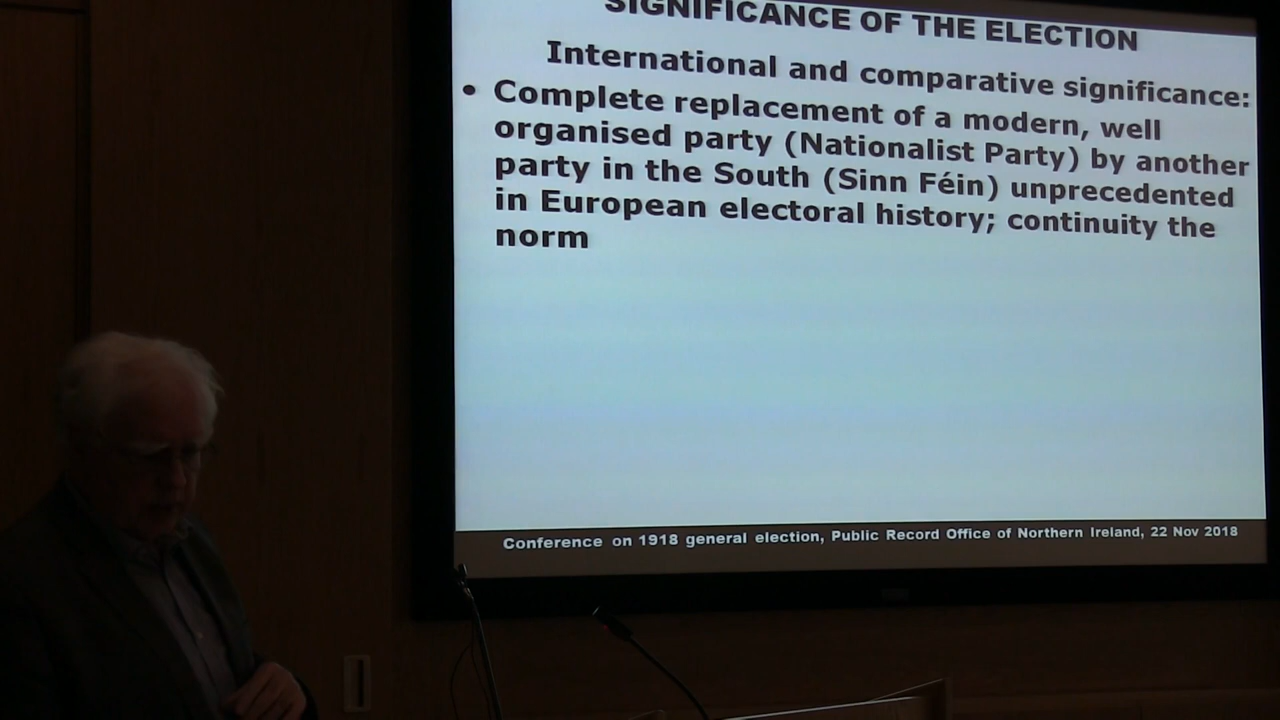 SIGNIFICANCE OF THE ELECTION
International and comparative significance:
• Complete replacement of a modern, well
organised party (Nationalist Party) by another
party in the South (Sinn Féin) unprecedented
in European electoral history; continuity the
norm
Conference on 1918 general election, Public Record Office of Northern Ireland, 22 Nov 2018